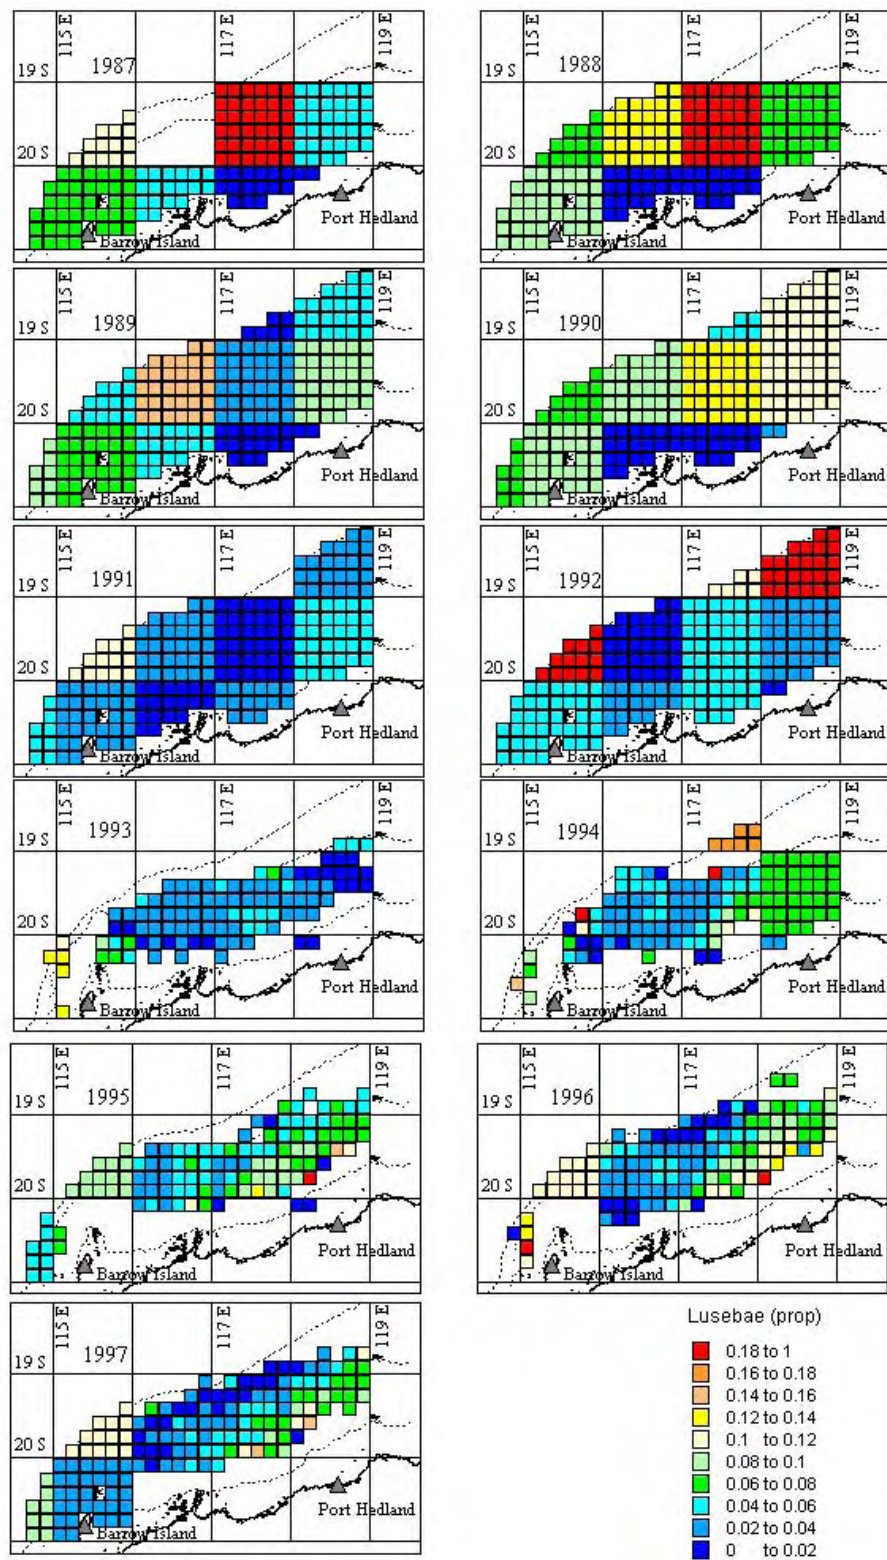 115 E
117 E
119 E
1987
19 S
20 S
Port Hedland
Barrow Island
115 E
117 E
119 E
1988
19 S
20 S
Port Hedland
Barrow Island
115 E
117 E
119 E
1989
19 S
20 S
Port Hedland
Barrow Island
115 E
117 E
119 E
1990
19 S
20 S
Port Hedland
Barrow Island
115 E
117 E
119 E
1991
19 S
20 S
Port Hedland
Barrow Island
115 E
117 E
119 E
1992
19 S
20 S
Port Hedland
Barrow Island
115 E
117 E
119 E
1993
19 S
20 S
Port Hedland
Barrow Island
115 E
117 E
119 E
1994
19 S
20 S
Port Hedland
Barrow Island
115 E
117 E
119 E
1995
19 S
20 S
Port Hedland
Barrow Island
115 E
117 E
119 E
1996
19 S
20 S
Port Hedland
Barrow Island
115 E
117 E
119 E
1997
19 S
20 S
Port Hedland
Barrow Island
Lusebae (prop)
0.18 to 1
0.16 to 0.18
0.14 to 0.16
0.12 to 0.14
0.1 to 0.12
0.08 to 0.1
0.06 to 0.08
0.04 to 0.06
0.02 to 0.04
0 to 0.02